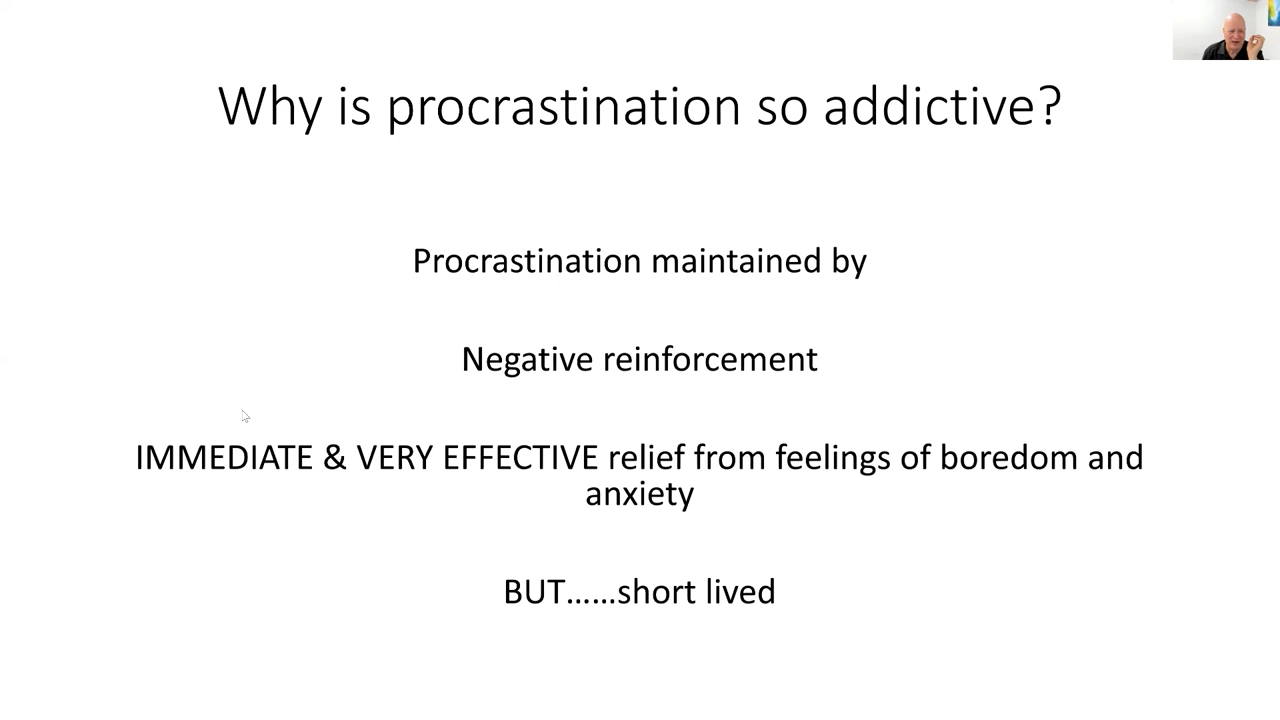 Why is procrastination so addictive?
Procrastination maintained by
Negative reinforcement
IMMEDIATE & VERY EFFECTIVE relief from feelings of boredom and
anxiety
BUT……short lived